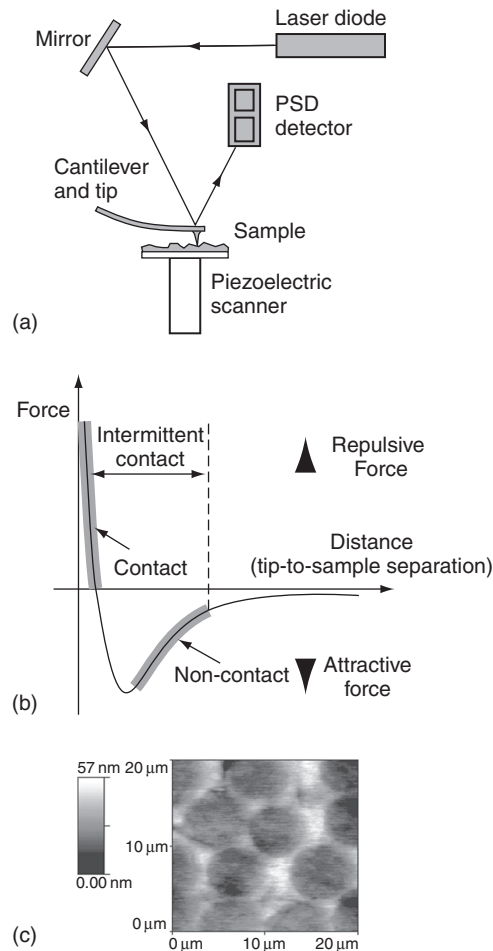 (a)
Laser diode
Mirror
PSD
detector
Cantilever
and tip
Sample
Piezoelectric
scanner
(b)
Force
Intermittent
contact
Repulsive
Force
Contact
Distance
(tip-to-sample separation)
Non-contact
Attractive
force
(c)
57 nm
0.00 nm
20 μm
10 μm
0 μm
0 μm
10 μm
20 μm